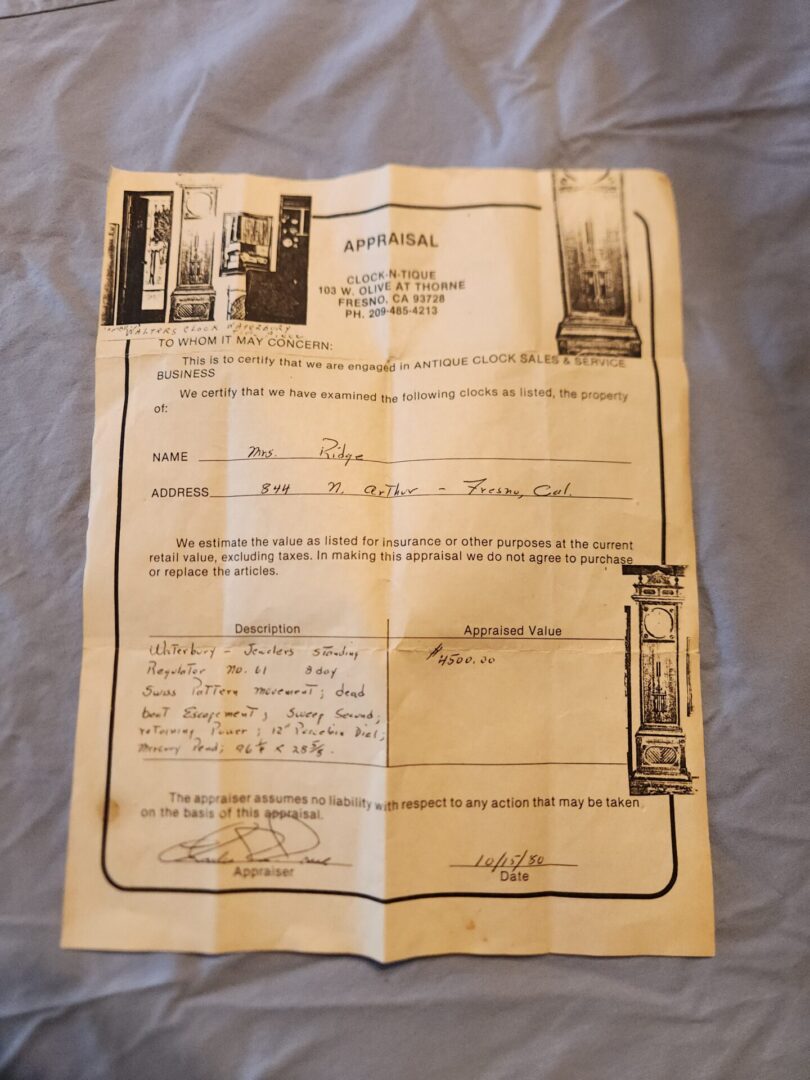 APPRAISAL
CLOCK-N-TIQUE
103 W. OLIVE AT THORNE
FRESNO, CA 93728
PH. 209-485-4213
WALTERS CLOCK WATERBURY
TO WHOM IT MAY CONCERN:
This is to certify that we are engaged in ANTIQUE CLOCK SALES & SERVICE
BUSINESS
We certify that we have examined the following clocks as listed, the property
of:
NAME Mrs. Ridge
ADDRESS 844 N. Arthur - Fresno, Cal.
We estimate the value as listed for insurance or other purposes at the current
retail value, excluding taxes. In making this appraisal we do not agree to purchase
or replace the articles.
Description Appraised Value
Waterbury - Jewelers standing $4500.00
Regulator No. 61 8 day
Swiss Pattern movement; dead
beat Escapement; Sweep Second;
retaining Power; 12" Porcelin Dial;
Mercury Pend;
The appraiser assumes no liability with respect to any action that may be taken
on the basis of this appraisal.
10/15/80
Appraiser Date